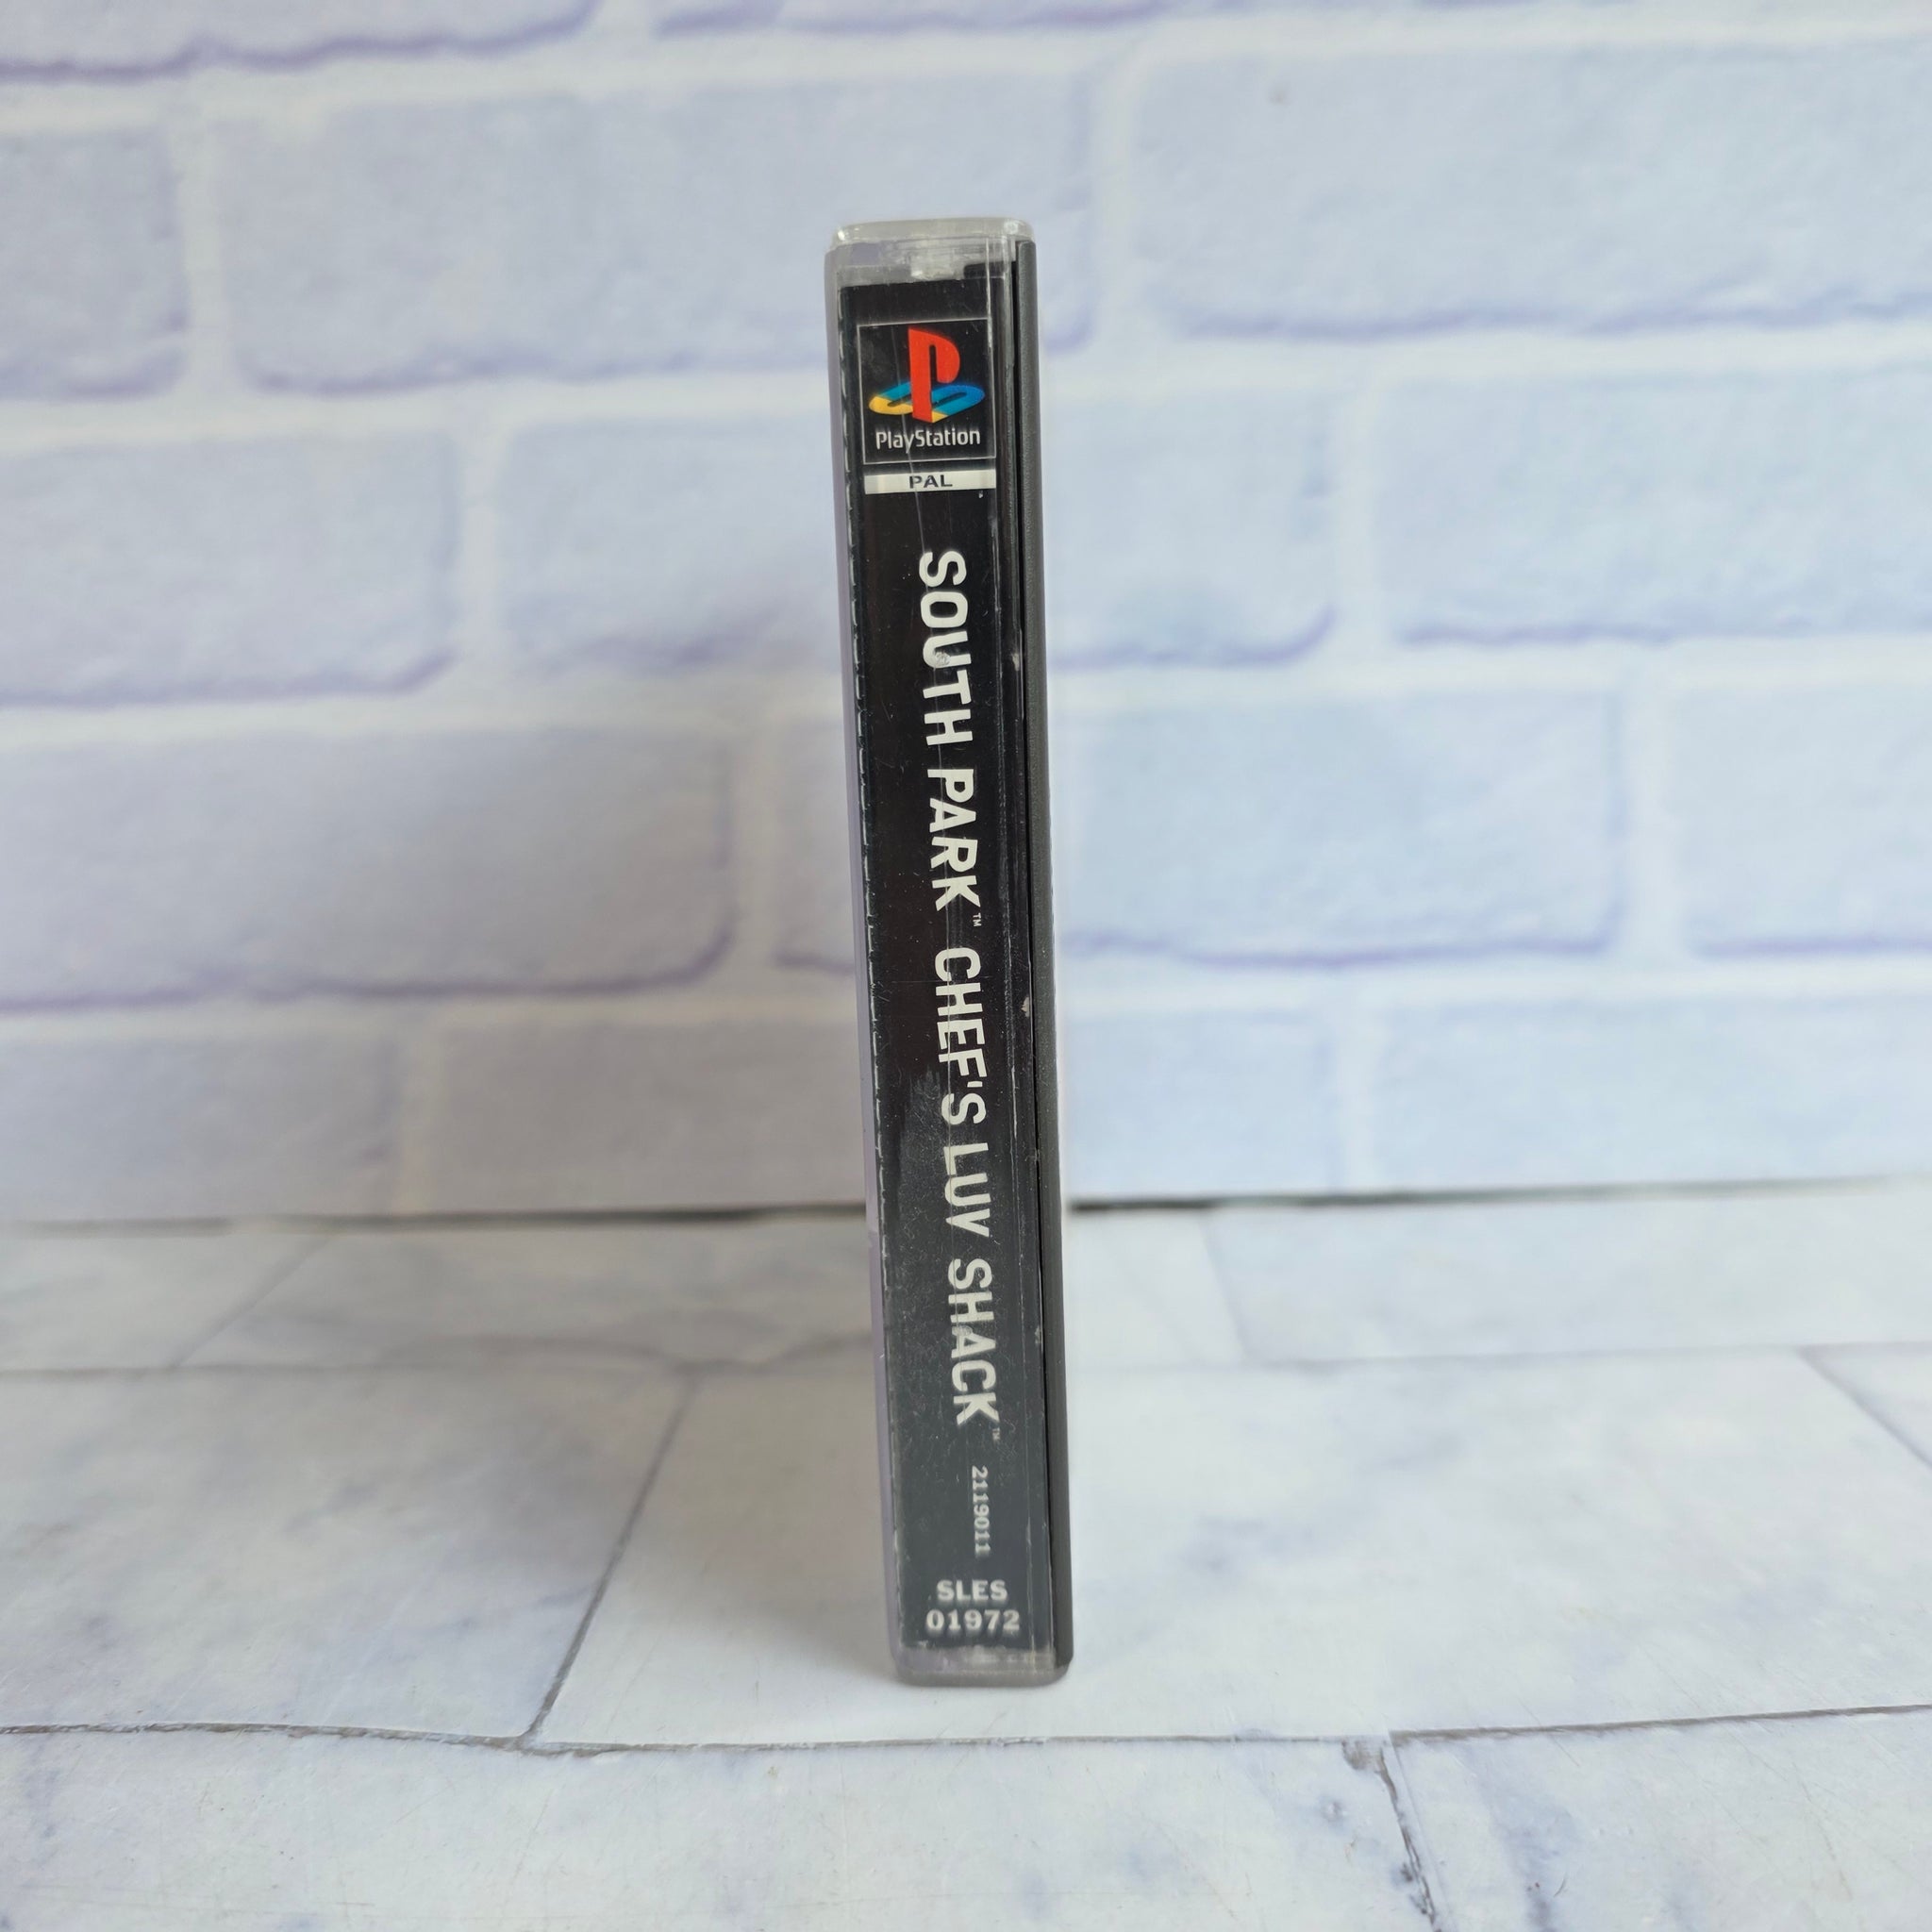 PlayStation
PAL
SOUTH PARK™ CHEF'S LUV SHACK™
2119011
SLES
01972